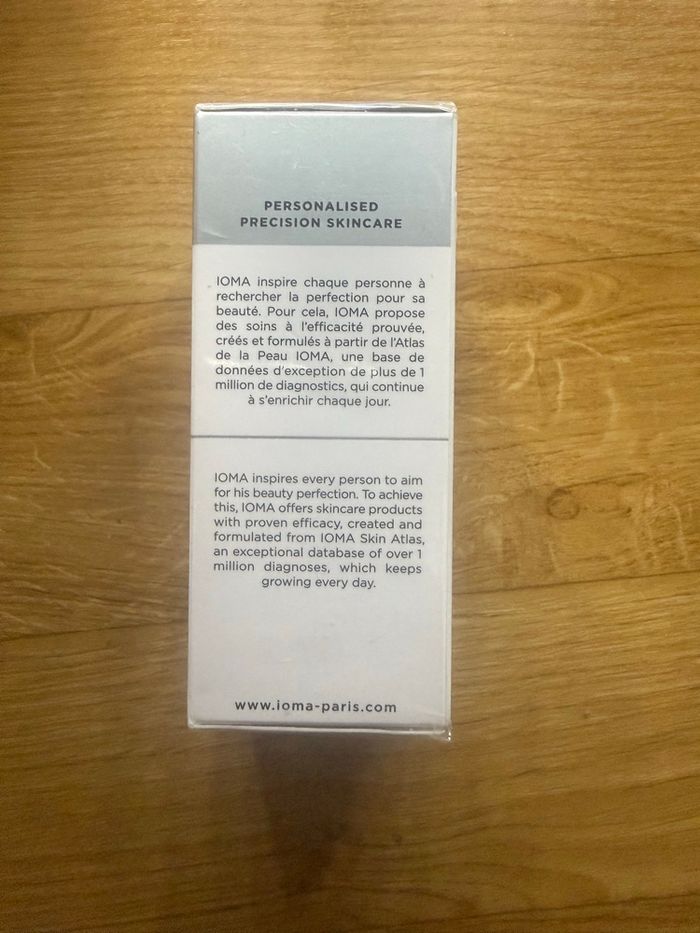 PERSONALISED
PRECISION SKINCARE
IOMA inspire chaque personne à
rechercher la perfection pour sa
beauté. Pour cela, IOMA propose
des soins à l'efficacité prouvée,
créés et formulés à partir de l'Atlas
de la Peau IOMA, une base de
données d'exception de plus de 1
million de diagnostics, qui continue
à s'enrichir chaque jour.
IOMA inspires every person to aim
for his beauty perfection. To achieve
this, IOMA offers skincare products
with proven efficacy, created and
formulated from IOMA Skin Atlas,
an exceptional database of over 1
million diagnoses, which keeps
growing every day.
www.ioma-paris.com